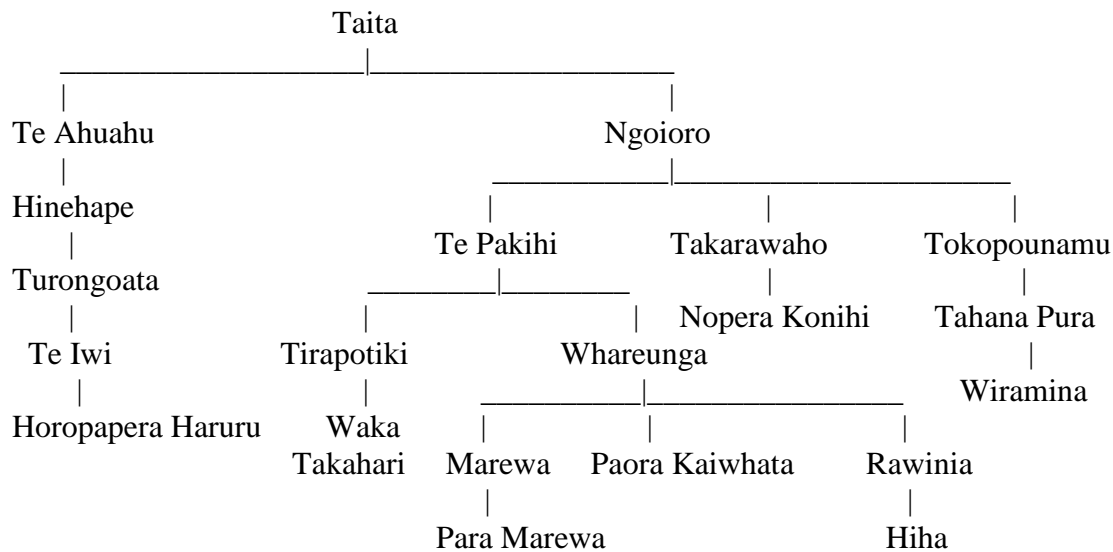 Taita
Te Ahuahu Ngoioro
Hinehape
Te Pakihi Takarawaho Tokopounamu
Turongoata
Nopera Konihi Tahana Pura
Te Iwi Tirapotiki Whareunga
Wiramina
Horopapera Haruru Waka
Takahari Marewa Paora Kaiwhata Rawinia
Para Marewa Hiha